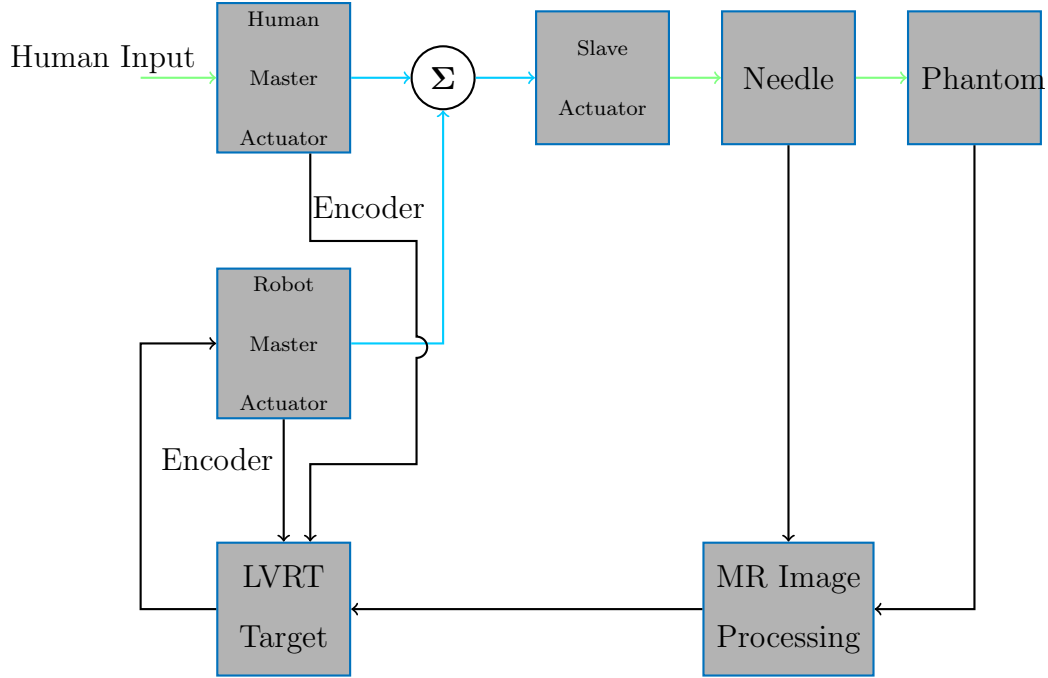 Human Input
Human
Master
Actuator
Σ
Slave
Actuator
Needle
Phantom
Encoder
Robot
Master
Actuator
Encoder
LVRT
Target
MR Image
Processing